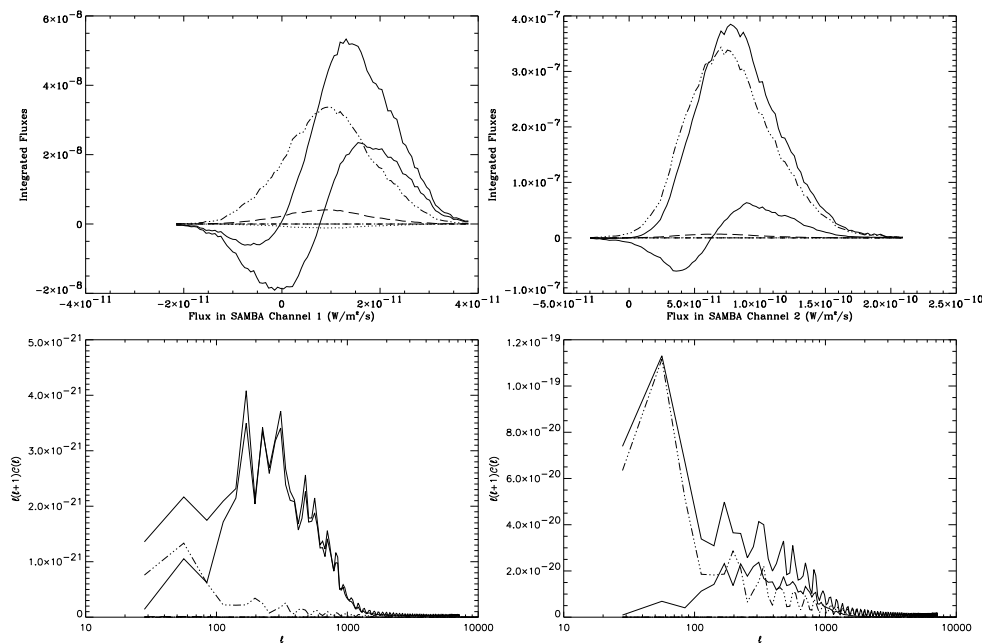 6×10⁻⁸
4×10⁻⁸
2×10⁻⁸
0
−2×10⁻⁸
Integrated Fluxes
−4×10⁻¹¹ −2×10⁻¹¹ 0 2×10⁻¹¹ 4×10⁻¹¹
Flux in SAMBA Channel 1 (W/m²/s)
4.0×10⁻⁷
3.0×10⁻⁷
2.0×10⁻⁷
1.0×10⁻⁷
0
−1.0×10⁻⁷
Integrated Fluxes
−5.0×10⁻¹¹ 0 5.0×10⁻¹¹ 1.0×10⁻¹⁰ 1.5×10⁻¹⁰ 2.0×10⁻¹⁰ 2.5×10⁻¹⁰
Flux in SAMBA Channel 2 (W/m²/s)
5.0×10⁻²¹
4.0×10⁻²¹
3.0×10⁻²¹
2.0×10⁻²¹
1.0×10⁻²¹
0
ℓ(ℓ+1)C(ℓ)
10 100 1000 10000
ℓ
1.2×10⁻¹⁹
1.0×10⁻¹⁹
8.0×10⁻²⁰
6.0×10⁻²⁰
4.0×10⁻²⁰
2.0×10⁻²⁰
0
ℓ(ℓ+1)C(ℓ)
10 100 1000 10000
ℓ